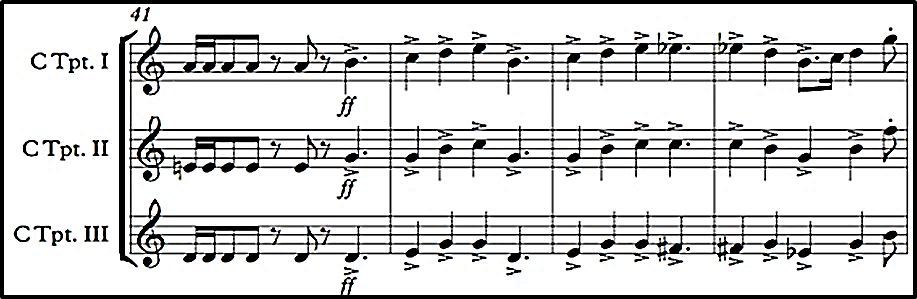 41
C Tpt. I
ff
C Tpt. II
ff
C Tpt. III
ff